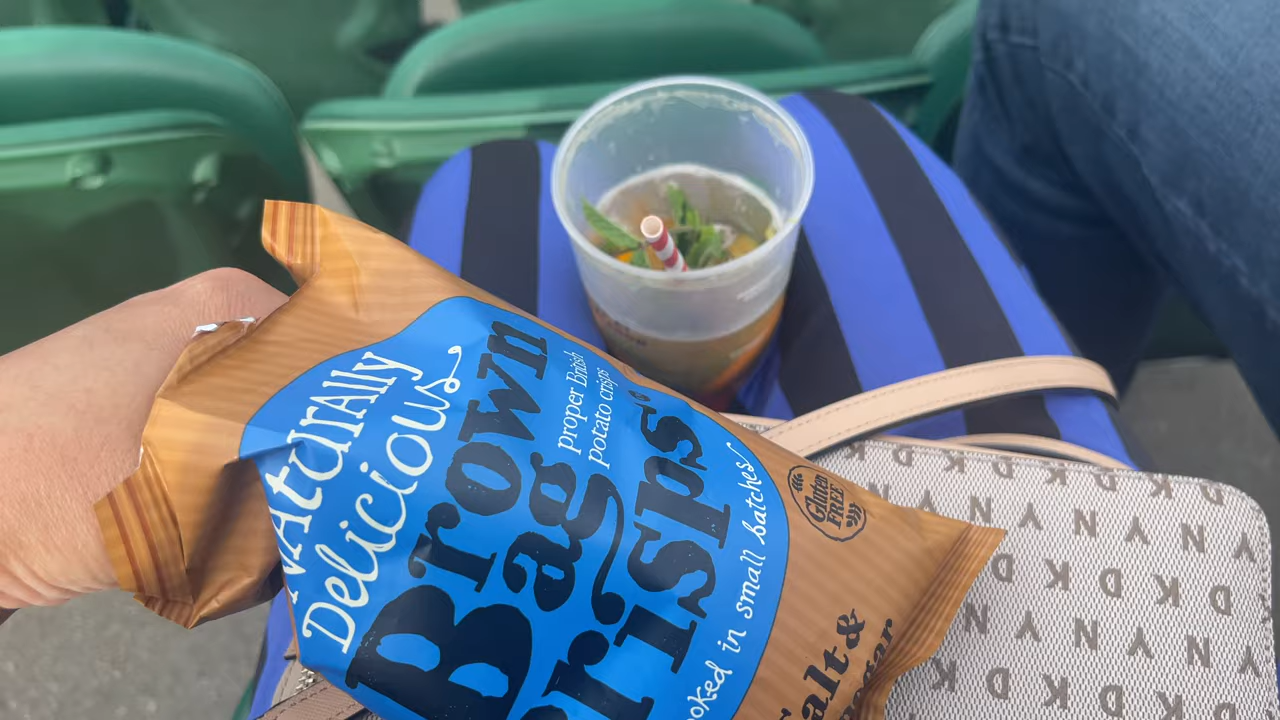 Naturally
Delicious
Brown
Bag
proper British
potato crisps
Crisps
cooked in small batches
Gluten
FREE
Salt &
DKNY